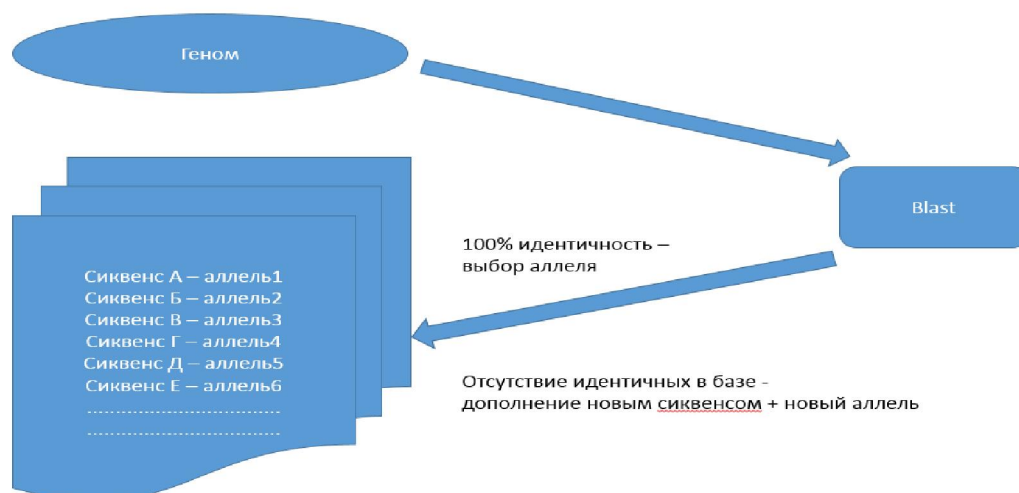 Геном
Blast
100% идентичность –
выбор аллеля
Сиквенс А – аллель1
Сиквенс Б – аллель2
Сиквенс В – аллель3
Сиквенс Г – аллель4
Сиквенс Д – аллель5
Сиквенс Е – аллель6
................................
................................
Отсутствие идентичных в базе -
дополнение новым сиквенсом + новый аллель